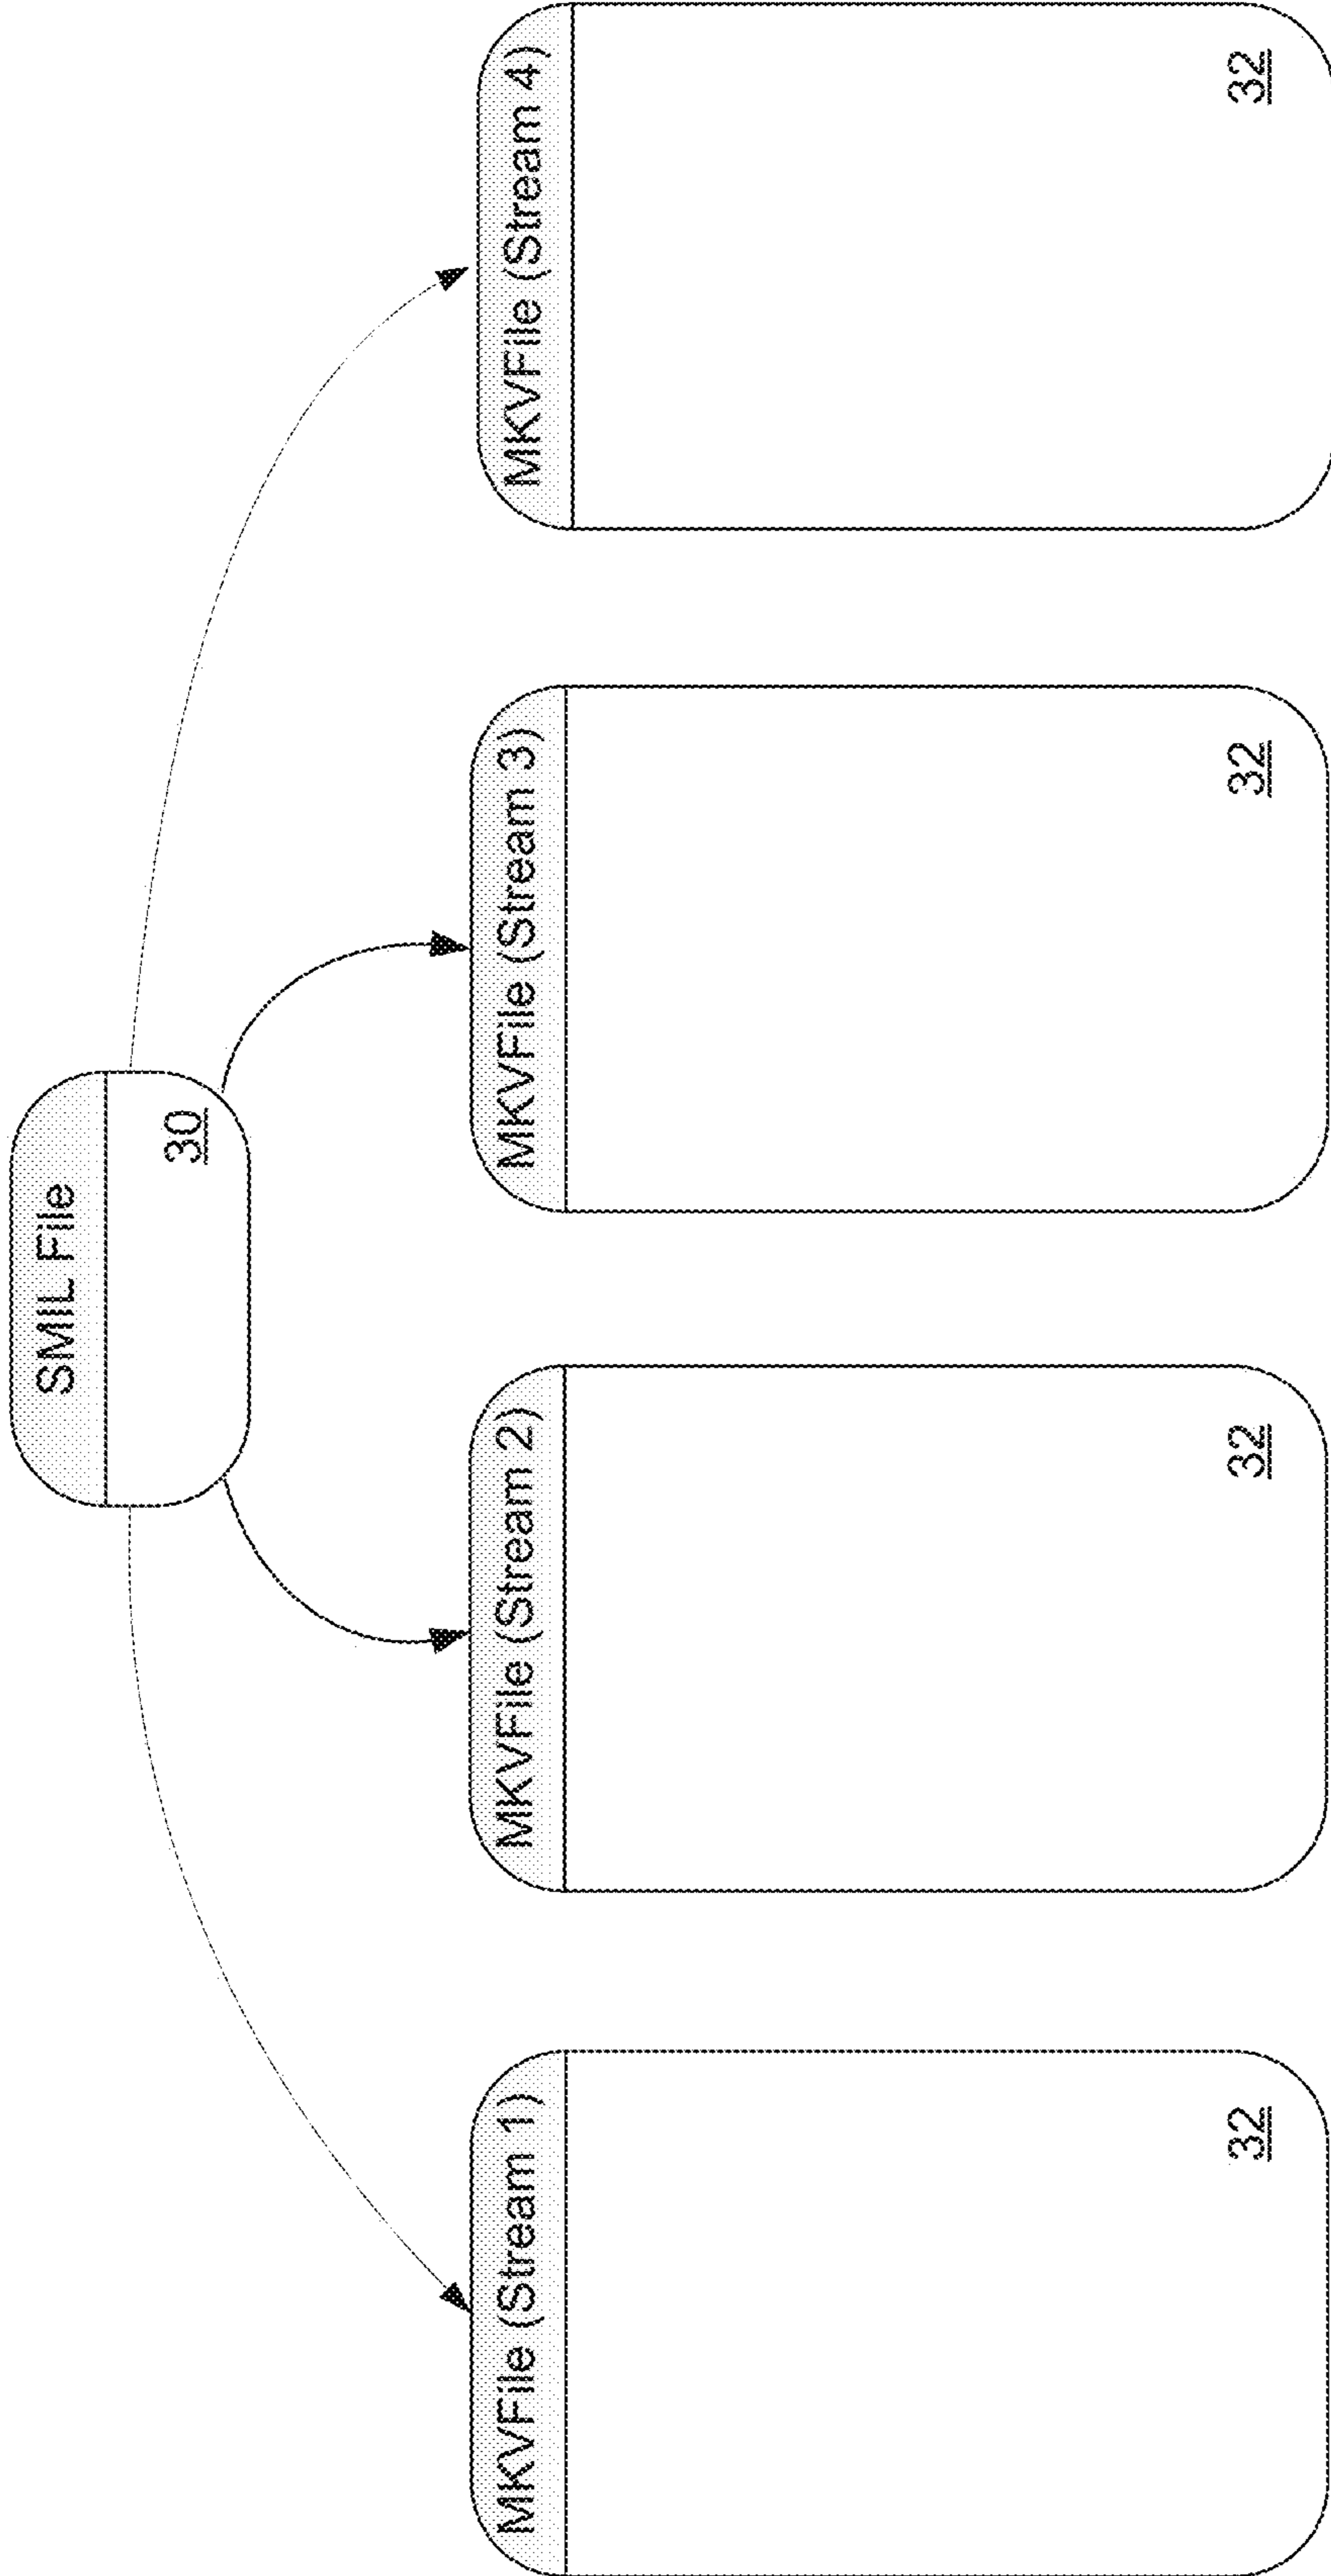 SMIL File
30
MKVFile (Stream 1)
MKVFile (Stream 2)
MKVFile (Stream 3)
MKVFile (Stream 4)
32
32
32
32